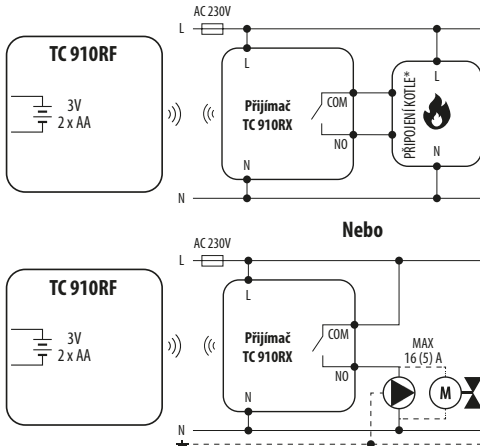 AC 230V
L
TC 910RF
3V
2 x AA
L
Přijímač
TC 910RX
COM
NO
N
PŘIPOJENÍ KOTLE*
L
N
N
Nebo
AC 230V
L
TC 910RF
3V
2 x AA
L
Přijímač
TC 910RX
COM
NO
N
MAX
16 (5) A
M
N